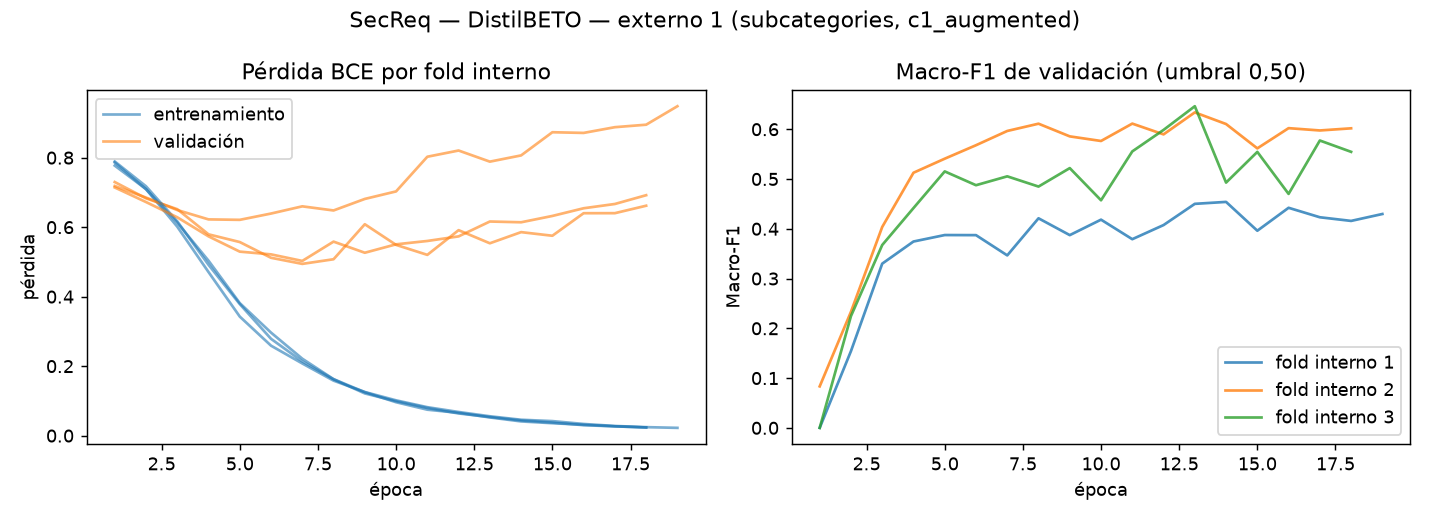 SecReq — DistilBETO — externo 1 (subcategories, c1_augmented)
Pérdida BCE por fold interno
entrenamiento
validación
pérdida
0.8
0.6
0.4
0.2
0.0
2.5 5.0 7.5 10.0 12.5 15.0 17.5
época
Macro-F1 de validación (umbral 0,50)
Macro-F1
0.6
0.5
0.4
0.3
0.2
0.1
0.0
fold interno 1
fold interno 2
fold interno 3
2.5 5.0 7.5 10.0 12.5 15.0 17.5
época